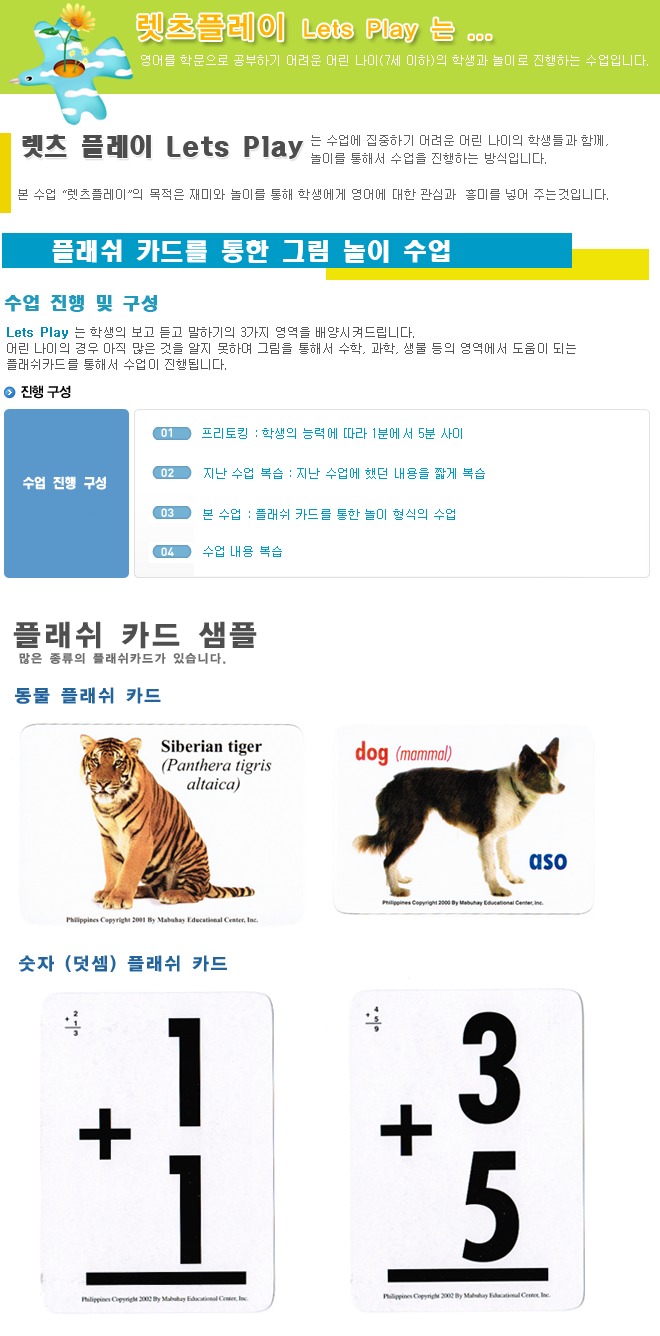 렛츠플레이 Lets Play 는 ...
영어를 학문으로 공부하기 어려운 어린 나이(7세 이하)의 학생과 놀이로 진행하는 수업입니다.
렛츠 플레이 Lets Play 는 수업에 집중하기 어려운 어린 나이의 학생들과 함께,
놀이를 통해서 수업을 진행하는 방식입니다.
본 수업 “렛츠플레이”의 목적은 재미와 놀이를 통해 학생에게 영어에 대한 관심과 흥미를 넣어 주는것입니다.
플래쉬 카드를 통한 그림 놀이 수업
수업 진행 및 구성
Lets Play 는 학생의 보고 듣고 말하기의 3가지 영역을 배양시켜드립니다.
어린 나이의 경우 아직 많은 것을 알지 못하여 그림을 통해서 수학, 과학, 생물 등의 영역에서 도움이 되는
플래쉬카드를 통해서 수업이 진행됩니다.
진행 구성
수업 진행 구성
01 프리토킹 : 학생의 능력에 따라 1분에서 5분 사이
02 지난 수업 복습 : 지난 수업에 했던 내용을 짧게 복습
03 본 수업 : 플래쉬 카드를 통한 놀이 형식의 수업
04 수업 내용 복습
플래쉬 카드 샘플
많은 종류의 플래쉬카드가 있습니다.
동물 플래쉬 카드
Siberian tiger
(Panthera tigris
altaica)
Philippines Copyright 2001 By Mabuhay Educational Center, Inc.
dog (mammal)
aso
Philippines Copyright 2000 By Mabuhay Educational Center, Inc.
숫자 (덧셈) 플래쉬 카드
2
+ 1
3
1
+
1
Philippines Copyright 2002 By Mabuhay Educational Center, Inc.
4
+ 5
9
3
+
5
Philippines Copyright 2002 By Mabuhay Educational Center, Inc.